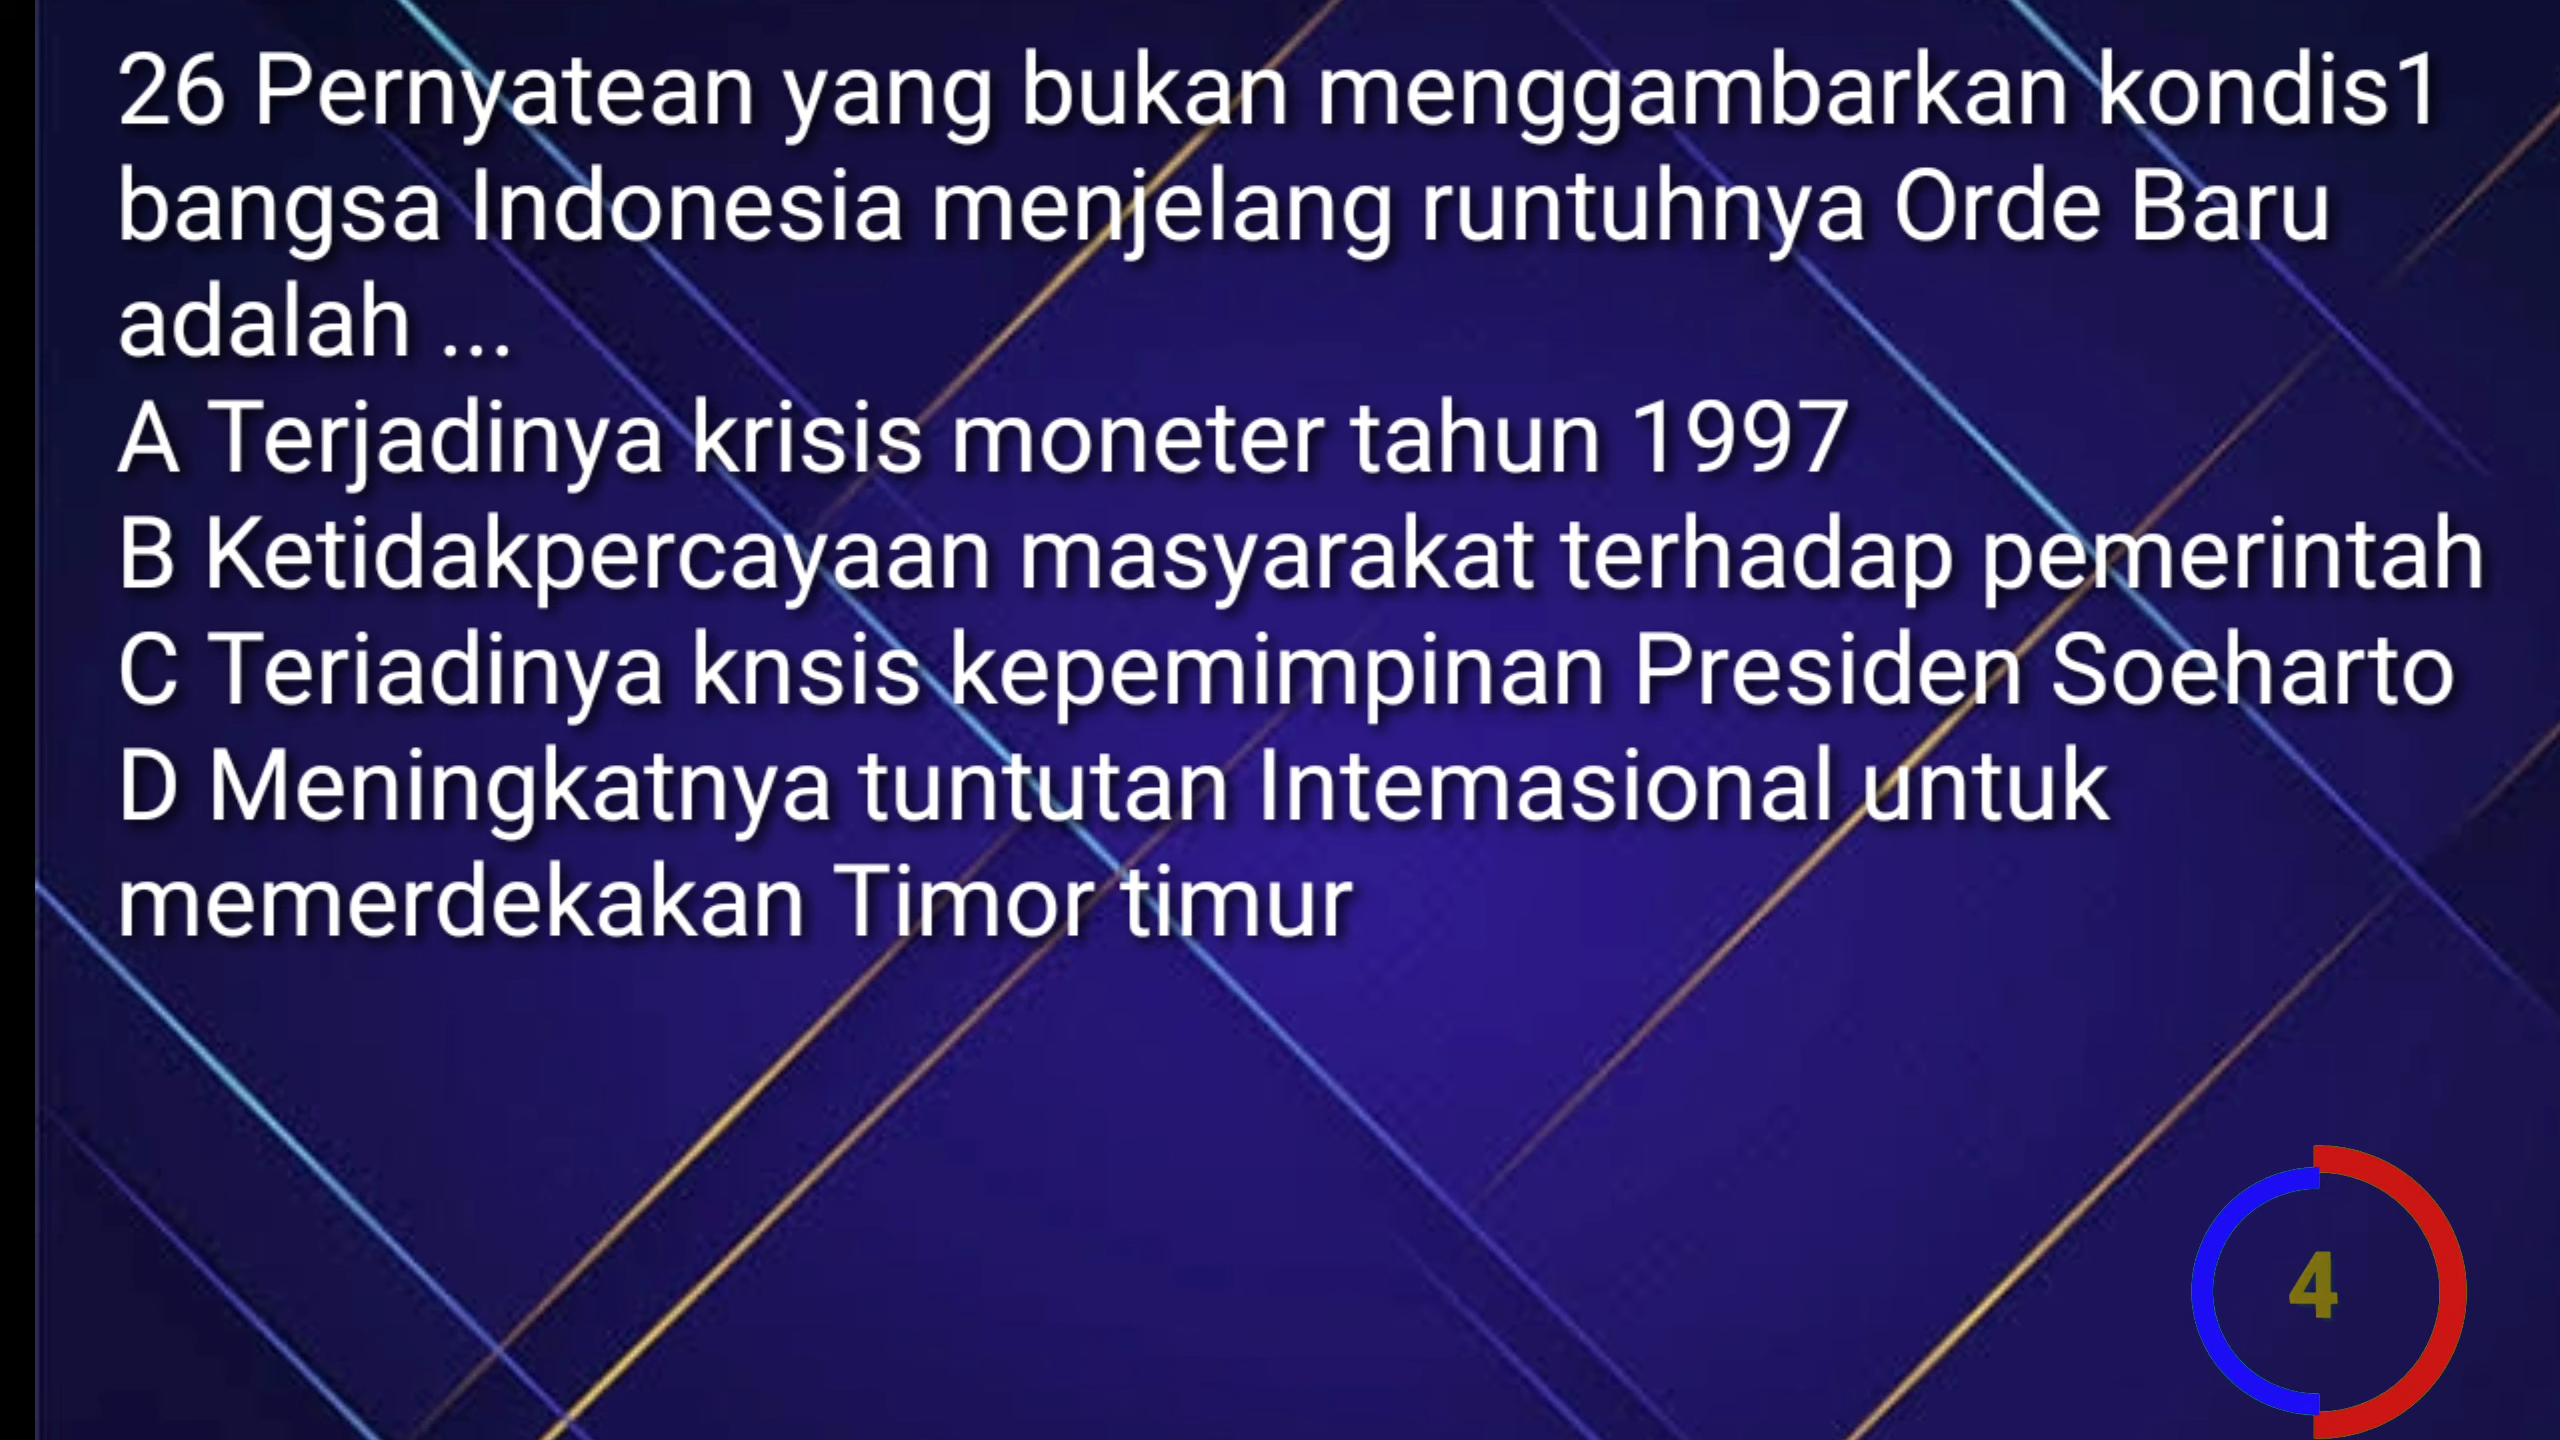 26 Pernyatean yang bukan menggambarkan kondis1
bangsa Indonesia menjelang runtuhnya Orde Baru
adalah ...
A Terjadinya krisis moneter tahun 1997
B Ketidakpercayaan masyarakat terhadap pemerintah
C Teriadinya knsis kepemimpinan Presiden Soeharto
D Meningkatnya tuntutan Intemasional untuk
memerdekakan Timor timur
4